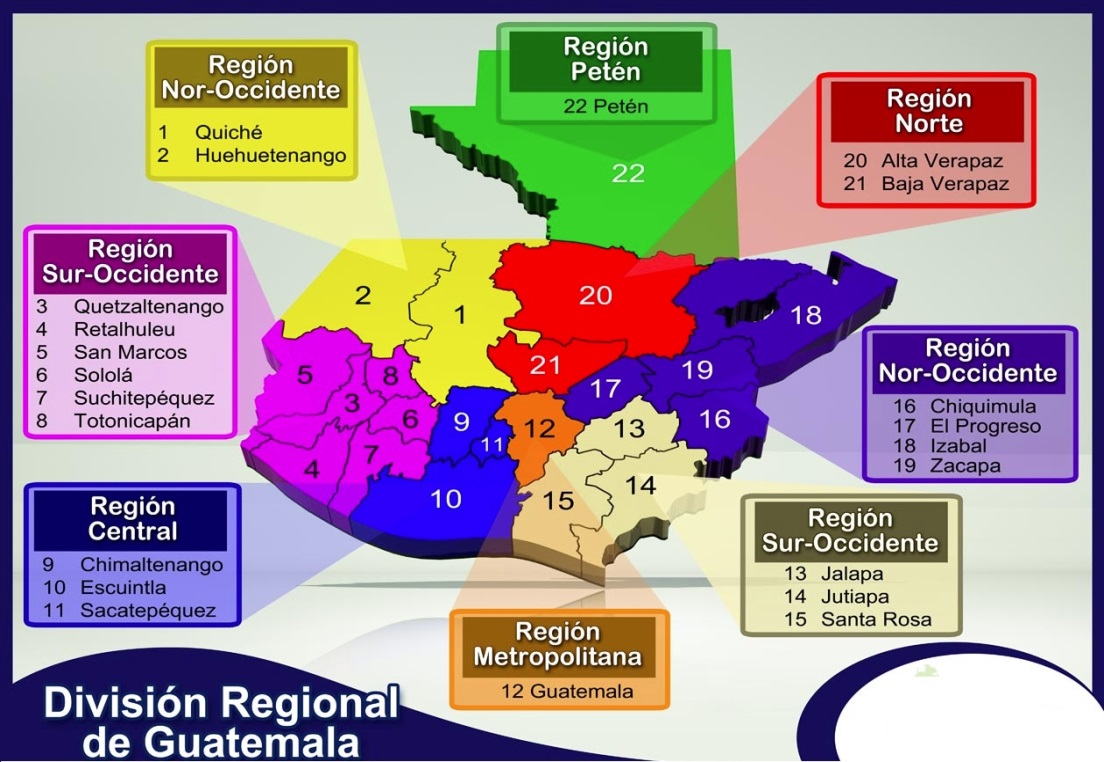 Región
Nor-Occidente
1 Quiché
2 Huehuetenango
Región
Petén
22 Petén
Región
Norte
20 Alta Verapaz
21 Baja Verapaz
Región
Sur-Occidente
3 Quetzaltenango
4 Retalhuleu
5 San Marcos
6 Sololá
7 Suchitepéquez
8 Totonicapán
Región
Nor-Occidente
16 Chiquimula
17 El Progreso
18 Izabal
19 Zacapa
Región
Central
9 Chimaltenango
10 Escuintla
11 Sacatepéquez
Región
Sur-Occidente
13 Jalapa
14 Jutiapa
15 Santa Rosa
Región
Metropolitana
12 Guatemala
22
2
1
20
18
21
19
17
5
8
3
6
9
11
12
13
16
7
4
10
15
14
División Regional
de Guatemala